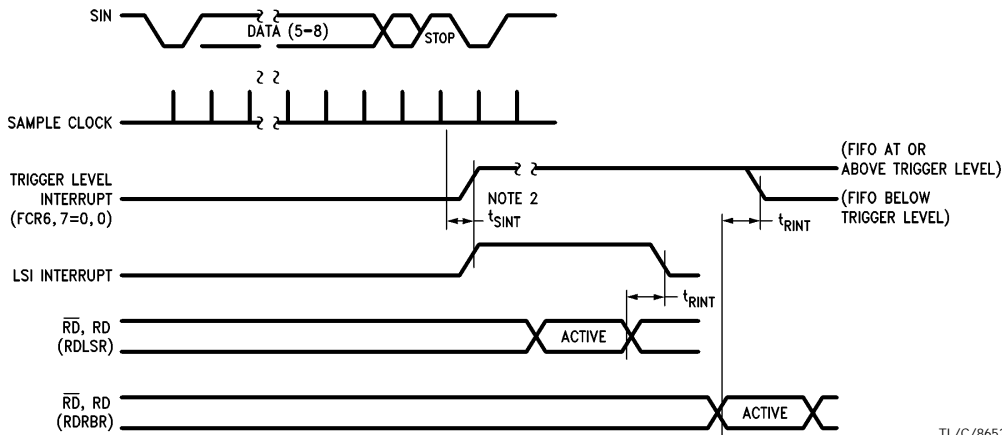 SIN
DATA (5-8)
STOP
SAMPLE CLOCK
TRIGGER LEVEL
INTERRUPT
(FCR6, 7=0, 0)
NOTE 2
tSINT
(FIFO AT OR
ABOVE TRIGGER LEVEL)
(FIFO BELOW
TRIGGER LEVEL)
tRINT
LSI INTERRUPT
tRINT
RD, RD
(RDLSR)
ACTIVE
RD, RD
(RDRBR)
ACTIVE